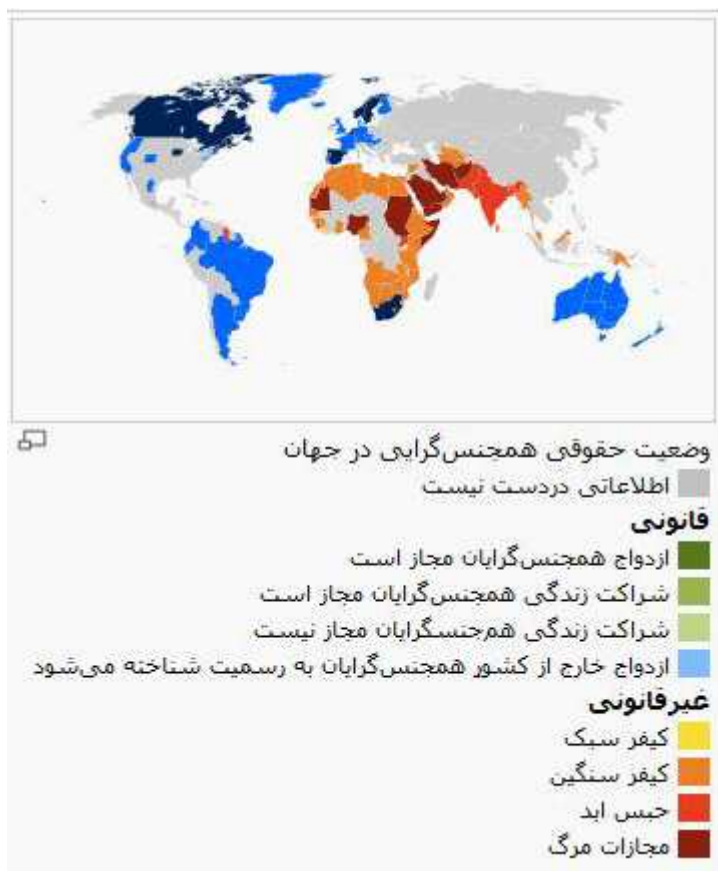 وضعیت حقوقی همجنس‌گرایی در جهان
اطلاعاتی دردست نیست
قانونی
ازدواج همجنس‌گرایان مجاز است
شراکت زندگی همجنس‌گرایان مجاز است
شراکت زندگی هم‌جنسگرایان مجاز نیست
ازدواج خارج از کشور همجنس‌گرایان به رسمیت شناخته می‌شود
غیرقانونی
کیفر سبک
کیفر سنگین
حبس ابد
مجازات مرگ